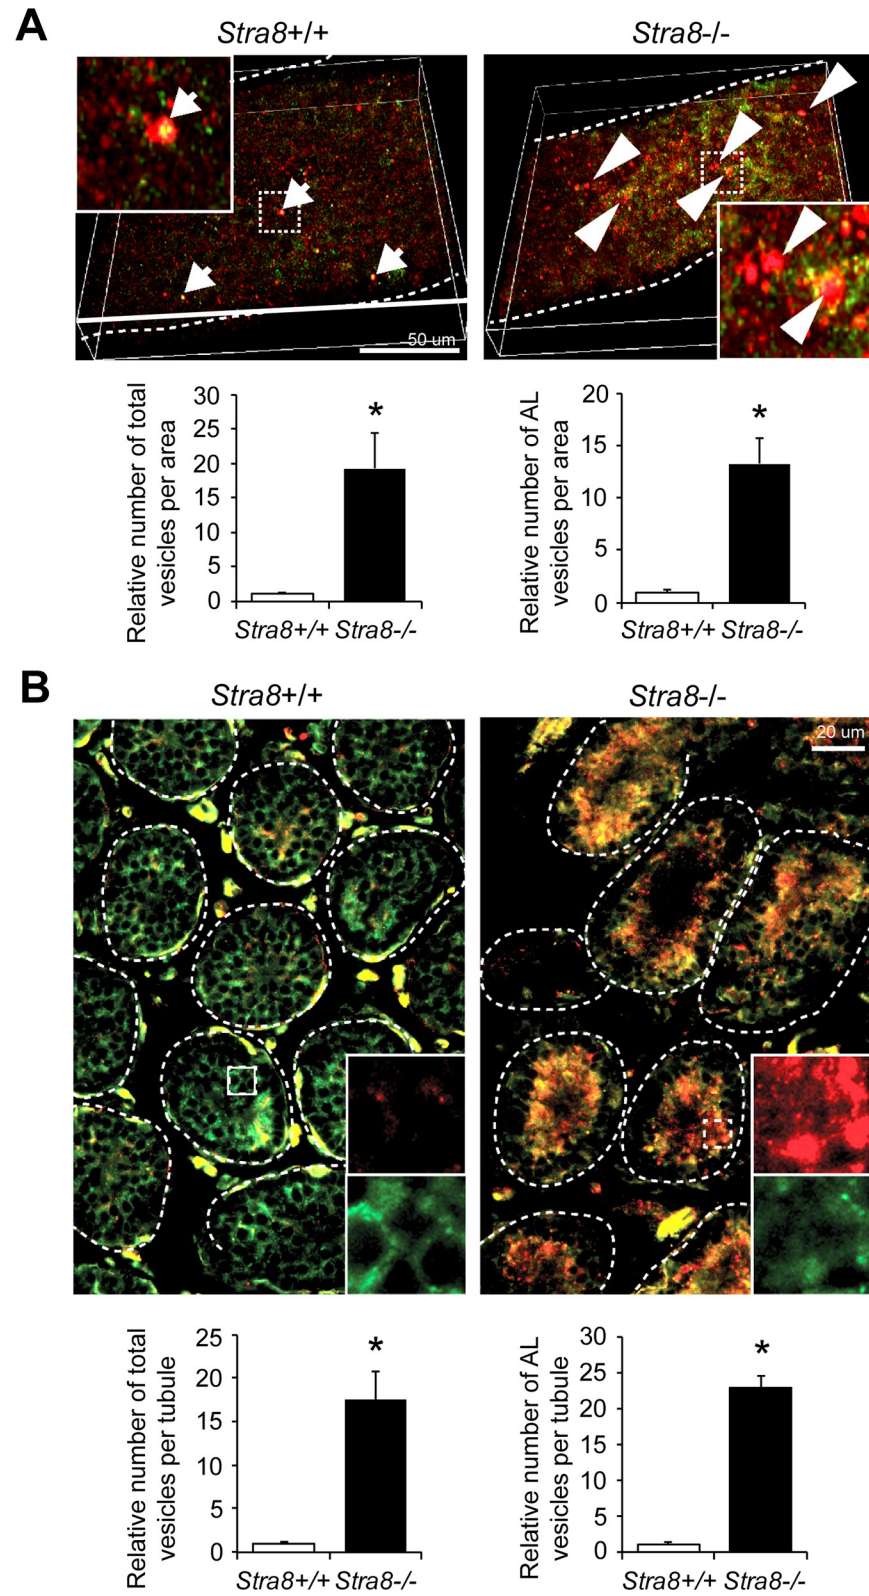 A
Stra8+/+
Stra8-/-
50 um
Relative number of total
vesicles per area
30
25
20
15
10
5
0
*
Stra8+/+ Stra8-/-
Relative number of AL
vesicles per area
20
15
10
5
0
*
Stra8+/+ Stra8-/-
B
Stra8+/+
Stra8-/-
20 um
Relative number of total
vesicles per tubule
25
20
15
10
5
0
*
Stra8+/+ Stra8-/-
Relative number of AL
vesicles per tubule
30
25
20
15
10
5
0
*
Stra8+/+ Stra8-/-